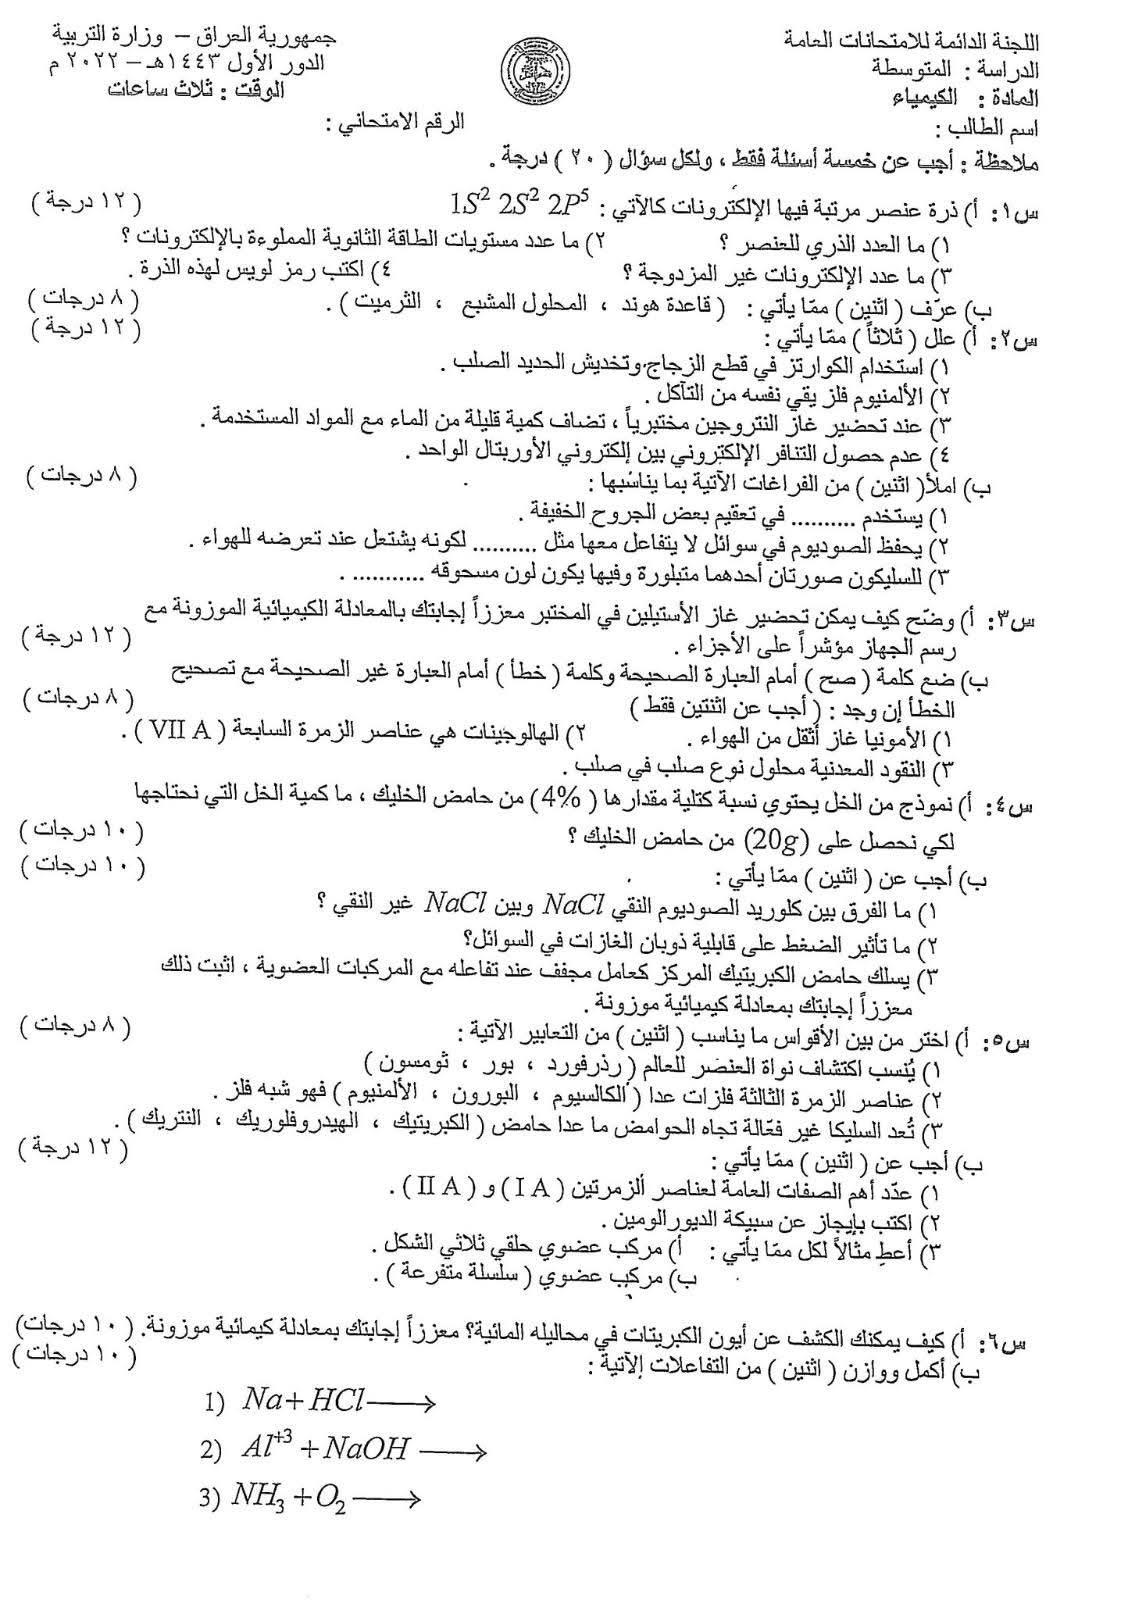 اللجنة الدائمة للامتحانات العامة
جمهورية العراق – وزارة التربية
الدراسة : المتوسطة
الدور الأول ١٤٤٣هـ – ٢٠٢٢ م
المادة : الكيمياء
الوقت : ثلاث ساعات
اسم الطالب :
الرقم الامتحاني :
ملاحظة : أجب عن خمسة أسئلة فقط ، ولكل سؤال ( ٢٠ ) درجة .
س١: أ) ذرة عنصر مرتبة فيها الإلكترونات كالآتي : 1S² 2S² 2P⁵ ( ١٢ درجة )
١) ما العدد الذري للعنصر ؟ ٢) ما عدد مستويات الطاقة الثانوية المملوءة بالإلكترونات ؟
٣) ما عدد الإلكترونات غير المزدوجة ؟ ٤) اكتب رمز لويس لهذه الذرة .
ب) عرّف ( اثنين ) ممّا يأتي : ( قاعدة هوند ، المحلول المشبع ، الثرميت ) . ( ٨ درجات )
س٢: أ) علل ( ثلاثاً ) ممّا يأتي : ( ١٢ درجة )
١) استخدام الكوارتز في قطع الزجاج وتخديش الحديد الصلب .
٢) الألمنيوم فلز يقي نفسه من التآكل .
٣) عند تحضير غاز النتروجين مختبرياً ، تضاف كمية قليلة من الماء مع المواد المستخدمة .
٤) عدم حصول التنافر الإلكتروني بين إلكتروني الأوربتال الواحد .
ب) املأ( اثنين ) من الفراغات الآتية بما يناسبها : ( ٨ درجات )
١) يستخدم .......... في تعقيم بعض الجروح الخفيفة .
٢) يحفظ الصوديوم في سوائل لا يتفاعل معها مثل .......... لكونه يشتعل عند تعرضه للهواء .
٣) للسليكون صورتان أحدهما متبلورة وفيها يكون لون مسحوقه ........... .
س٣: أ) وضّح كيف يمكن تحضير غاز الأستيلين في المختبر معززاً إجابتك بالمعادلة الكيميائية الموزونة مع
رسم الجهاز مؤشراً على الأجزاء . ( ١٢ درجة )
ب) ضع كلمة ( صح ) أمام العبارة الصحيحة وكلمة ( خطأ ) أمام العبارة غير الصحيحة مع تصحيح
الخطأ إن وجد : ( أجب عن اثنتين فقط ) ( ٨ درجات )
١) الأمونيا غاز أثقل من الهواء . ٢) الهالوجينات هي عناصر الزمرة السابعة ( VII A ) .
٣) النقود المعدنية محلول نوع صلب في صلب .
س٤: أ) نموذج من الخل يحتوي نسبة كتلية مقدارها ( 4%) من حامض الخليك ، ما كمية الخل التي نحتاجها
لكي نحصل على (20g) من حامض الخليك ؟ ( ١٠ درجات )
ب) أجب عن ( اثنين ) ممّا يأتي : ( ١٠ درجات )
١) ما الفرق بين كلوريد الصوديوم النقي NaCl وبين NaCl غير النقي ؟
٢) ما تأثير الضغط على قابلية ذوبان الغازات في السوائل؟
٣) يسلك حامض الكبريتيك المركز كعامل مجفف عند تفاعله مع المركبات العضوية ، اثبت ذلك
معززاً إجابتك بمعادلة كيميائية موزونة .
س٥: أ) اختر من بين الأقواس ما يناسب ( اثنين ) من التعابير الآتية : ( ٨ درجات )
١) يُنسب اكتشاف نواة العنصر للعالم ( رذرفورد ، بور ، ثومسون )
٢) عناصر الزمرة الثالثة فلزات عدا ( الكالسيوم ، البورون ، الألمنيوم ) فهو شبه فلز .
٣) تُعد السليكا غير فعّالة تجاه الحوامض ما عدا حامض ( الكبريتيك ، الهيدروفلوريك ، النتريك ) .
ب) أجب عن ( اثنين ) ممّا يأتي : ( ١٢ درجة )
١) عدّد أهم الصفات العامة لعناصر الزمرتين ( I A ) و ( II A ) .
٢) اكتب بإيجاز عن سبيكة الديورالومين .
٣) أعطِ مثالاً لكل ممّا يأتي : أ) مركب عضوي حلقي ثلاثي الشكل .
ب) مركب عضوي ( سلسلة متفرعة ) .
س٦: أ) كيف يمكنك الكشف عن أيون الكبريتات في محاليله المائية؟ معززاً إجابتك بمعادلة كيمائية موزونة. ( ١٠ درجات)
ب) أكمل ووازن ( اثنين ) من التفاعلات الآتية : ( ١٠ درجات )
1) Na + HCl ⟶
2) Al⁺³ + NaOH ⟶
3) NH₃ + O₂ ⟶